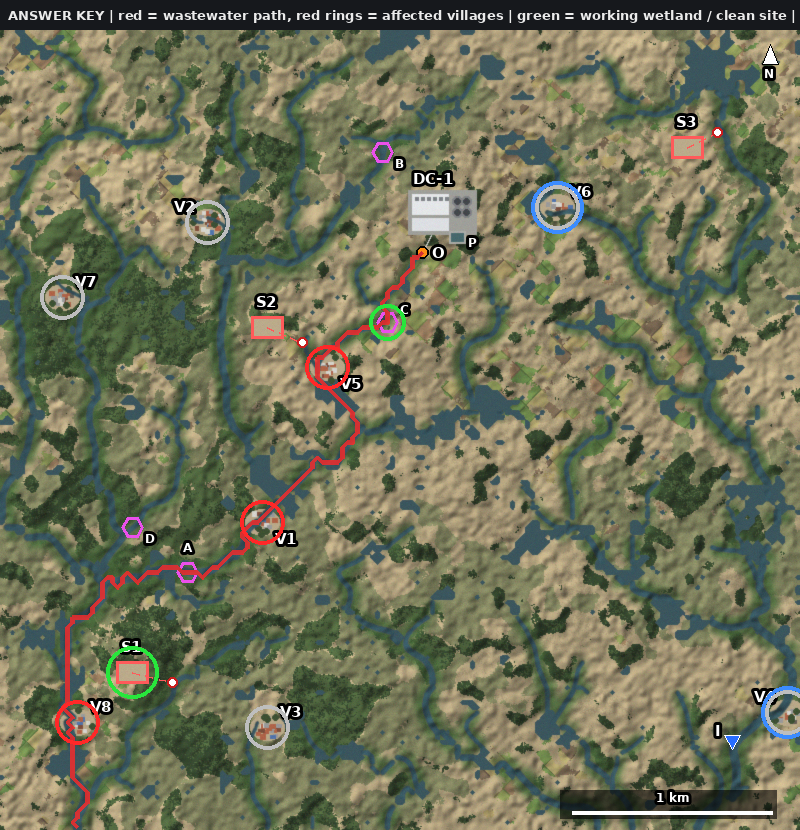 ANSWER KEY | red = wastewater path, red rings = affected villages | green = working wetland / clean site |
N
S3
B
DC-1
V6
V2
P
O
V7
S2
C
V5
V1
D
A
S1
V8
V3
V
I
1 km